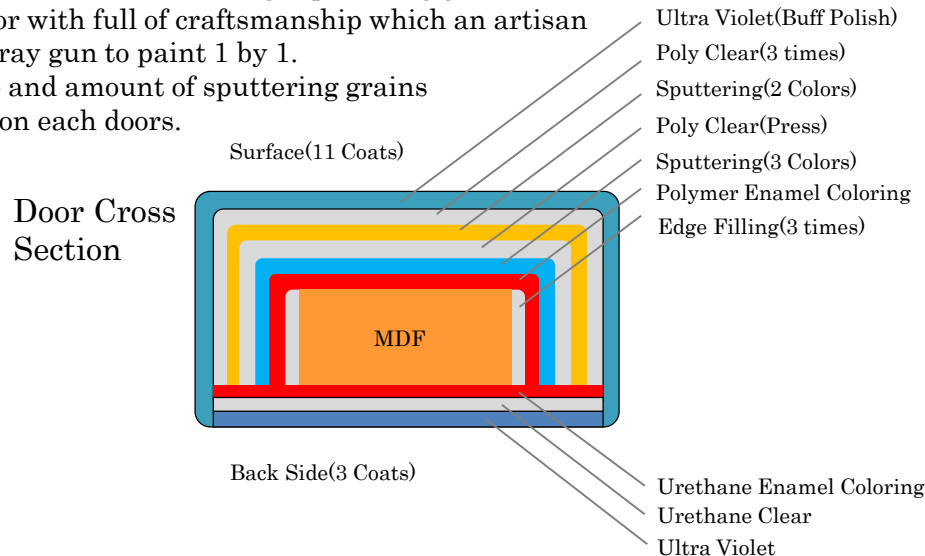 or with full of craftsmanship which an artisan
ray gun to paint 1 by 1.
and amount of sputtering grains
on each doors.
Surface(11 Coats)
Door Cross
Section
MDF
Back Side(3 Coats)
Ultra Violet(Buff Polish)
Poly Clear(3 times)
Sputtering(2 Colors)
Poly Clear(Press)
Sputtering(3 Colors)
Polymer Enamel Coloring
Edge Filling(3 times)
Urethane Enamel Coloring
Urethane Clear
Ultra Violet